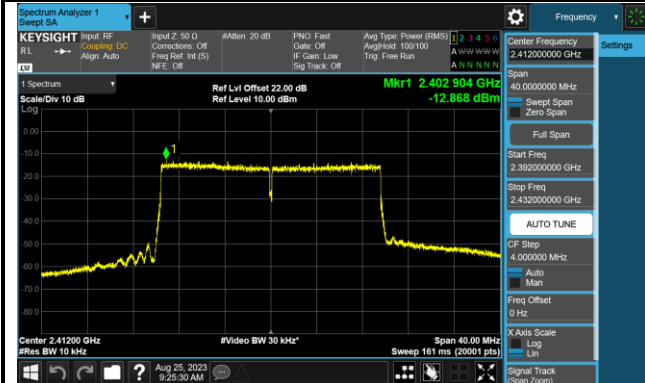 Spectrum Analyzer 1
Swept SA
+
Frequency
KEYSIGHT
Input: RF
Input Z: 50 Ω
#Atten: 20 dB
PNO: Fast
Avg Type: Power (RMS)
1 2 3 4 5 6
RL
Coupling: DC
Corrections: Off
Gate: Off
Avg|Hold: 100/100
A W W W W W
Align: Auto
Freq Ref: Int (S)
IF Gain: Low
Trig: Free Run
LXI
NFE: Off
Sig Track: Off
A N N N N N
1 Spectrum
Scale/Div 10 dB
Log
Ref Lvl Offset 22.00 dB
Ref Level 10.00 dBm
Mkr1 2.402 904 GHz
-12.868 dBm
1
0.00
-10.0
-20.0
-30.0
-40.0
-50.0
-60.0
-70.0
-80.0
Center 2.41200 GHz
#Video BW 30 kHz*
Span 40.00 MHz
#Res BW 10 kHz
Sweep 161 ms (20001 pts)
?
Aug 25, 2023
9:25:30 AM
Center Frequency
2.412000000 GHz
Settings
Span
40.0000000 MHz
Swept Span
Zero Span
Full Span
Start Freq
2.392000000 GHz
Stop Freq
2.432000000 GHz
AUTO TUNE
CF Step
4.000000 MHz
Auto
Man
Freq Offset
0 Hz
X Axis Scale
Log
Lin
Signal Track
(Span Zoom)